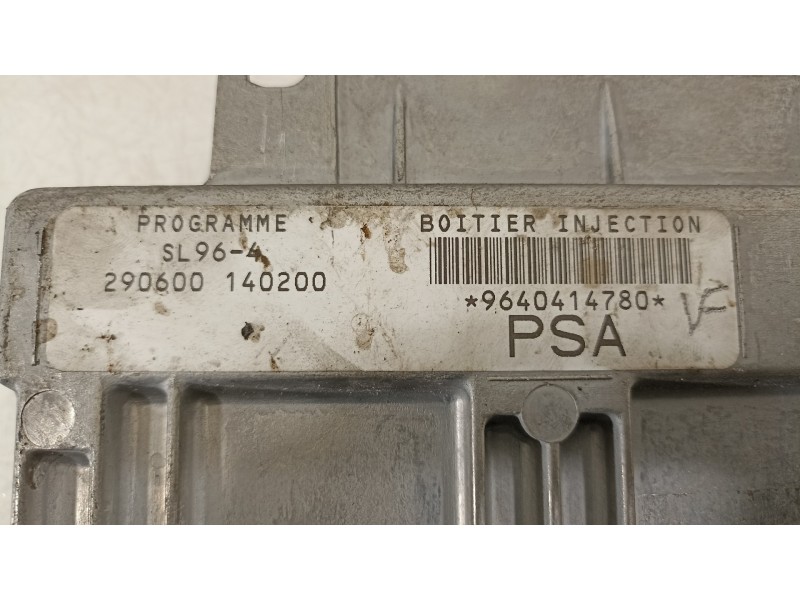 PROGRAMME
SL96-4
290600 140200
BOITIER INJECTION
*9640414780*
PSA